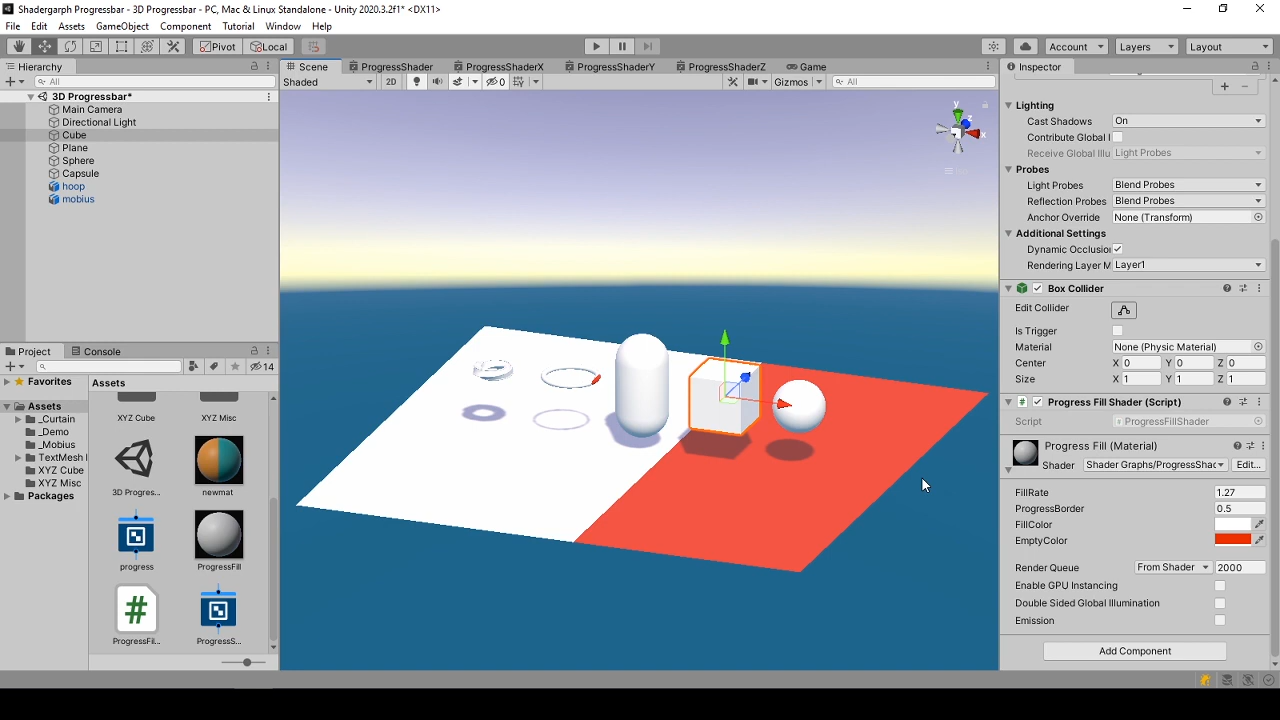 Shadergarph Progressbar - 3D Progressbar - PC, Mac & Linux Standalone - Unity 2020.3.2f1* <DX11>
File Edit Assets GameObject Component Tutorial Window Help
Pivot Local Account Layers Layout
Hierarchy
All
3D Progressbar*
Main Camera
Directional Light
Cube
Plane
Sphere
Capsule
hoop
mobius
Scene ProgressShader ProgressShaderX ProgressShaderY ProgressShaderZ Game
Shaded 2D 0 Gizmos All
y
z
x
Project Console
14
Favorites
Assets
_Curtain
_Demo
_Mobius
TextMesh
XYZ Cube
XYZ Misc
Packages
Assets
XYZ Cube XYZ Misc
3D Progres... newmat
progress ProgressFill
ProgressFil... ProgressS...
Inspector
Lighting
Cast Shadows On
Contribute Global I
Receive Global Illu Light Probes
Probes
Light Probes Blend Probes
Reflection Probes Blend Probes
Anchor Override None (Transform)
Additional Settings
Dynamic Occlusion
Rendering Layer M Layer1
Box Collider
Edit Collider
Is Trigger
Material None (Physic Material)
Center X 0 Y 0 Z 0
Size X 1 Y 1 Z 1
Progress Fill Shader (Script)
Script ProgressFillShader
Progress Fill (Material)
Shader Shader Graphs/ProgressShac Edit...
FillRate 1.27
ProgressBorder 0.5
FillColor
EmptyColor
Render Queue From Shader 2000
Enable GPU Instancing
Double Sided Global Illumination
Emission
Add Component